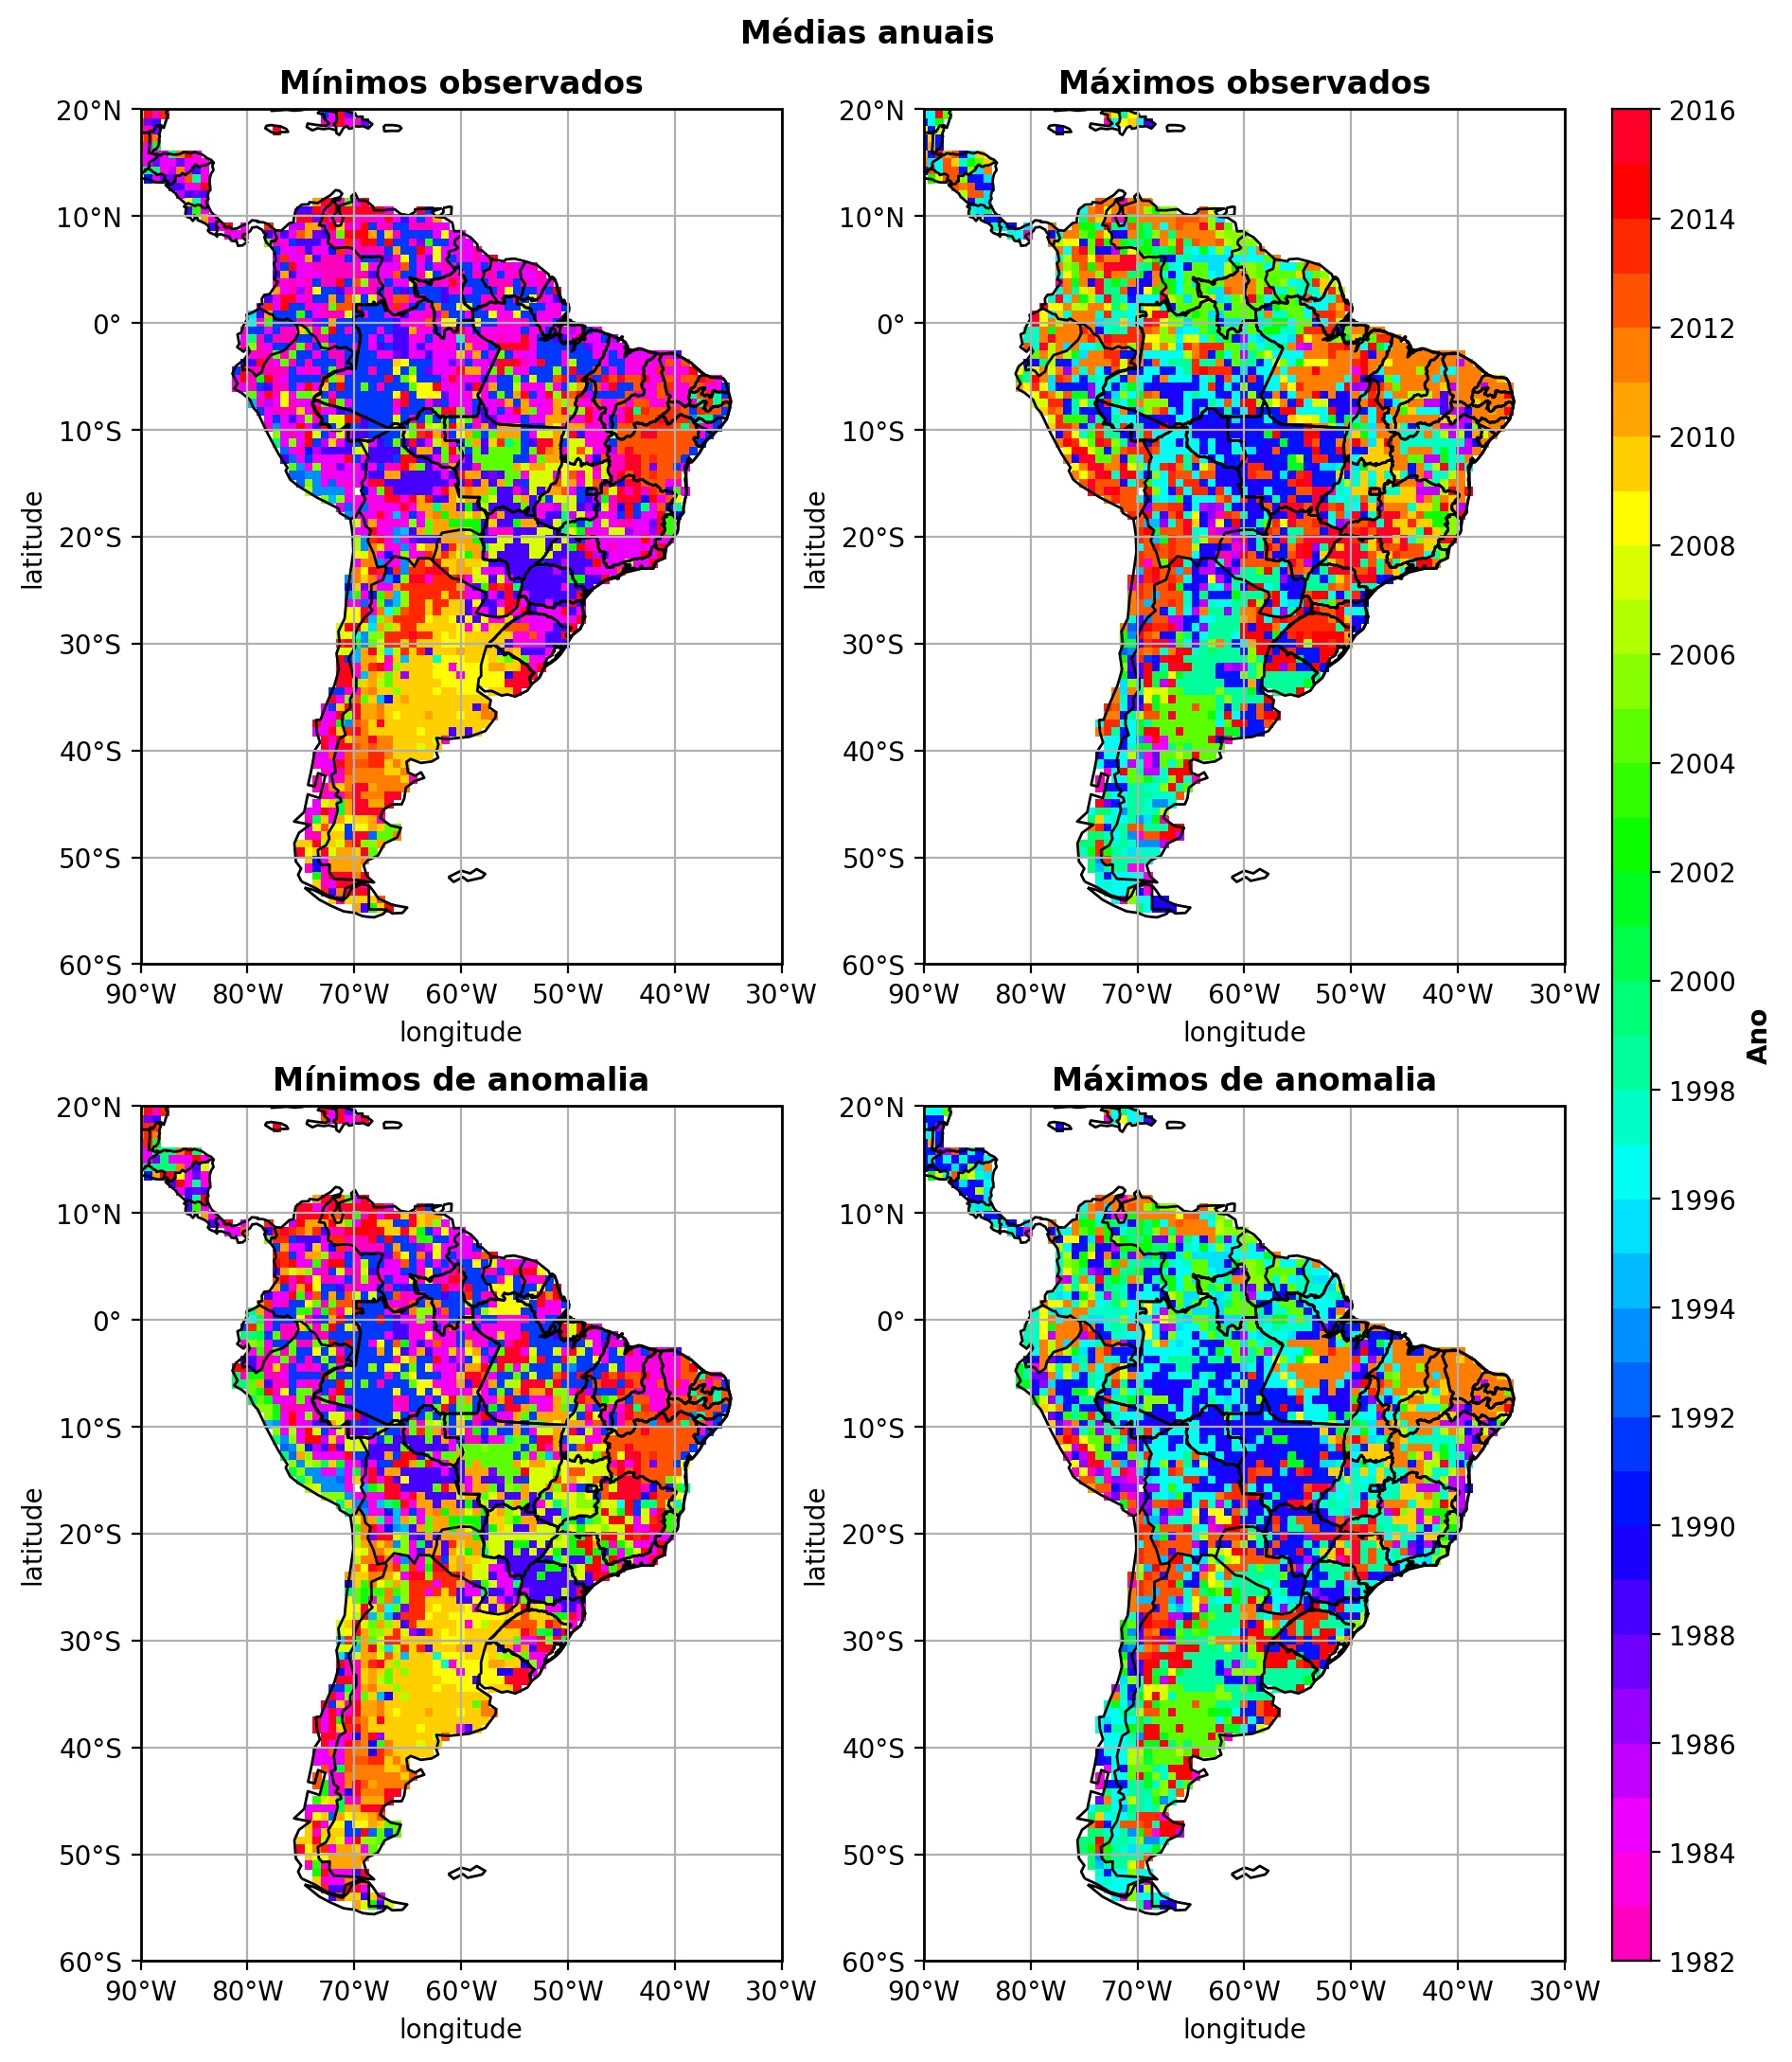 Médias anuais
Mínimos observados
Máximos observados
20°N
10°N
0°
10°S
20°S
30°S
40°S
50°S
60°S
latitude
90°W 80°W 70°W 60°W 50°W 40°W 30°W
longitude
20°N
10°N
0°
10°S
20°S
30°S
40°S
50°S
60°S
latitude
90°W 80°W 70°W 60°W 50°W 40°W 30°W
longitude
Mínimos de anomalia
Máximos de anomalia
20°N
10°N
0°
10°S
20°S
30°S
40°S
50°S
60°S
latitude
90°W 80°W 70°W 60°W 50°W 40°W 30°W
longitude
20°N
10°N
0°
10°S
20°S
30°S
40°S
50°S
60°S
latitude
90°W 80°W 70°W 60°W 50°W 40°W 30°W
longitude
2016
2014
2012
2010
2008
2006
2004
2002
2000
1998
1996
1994
1992
1990
1988
1986
1984
1982
Ano